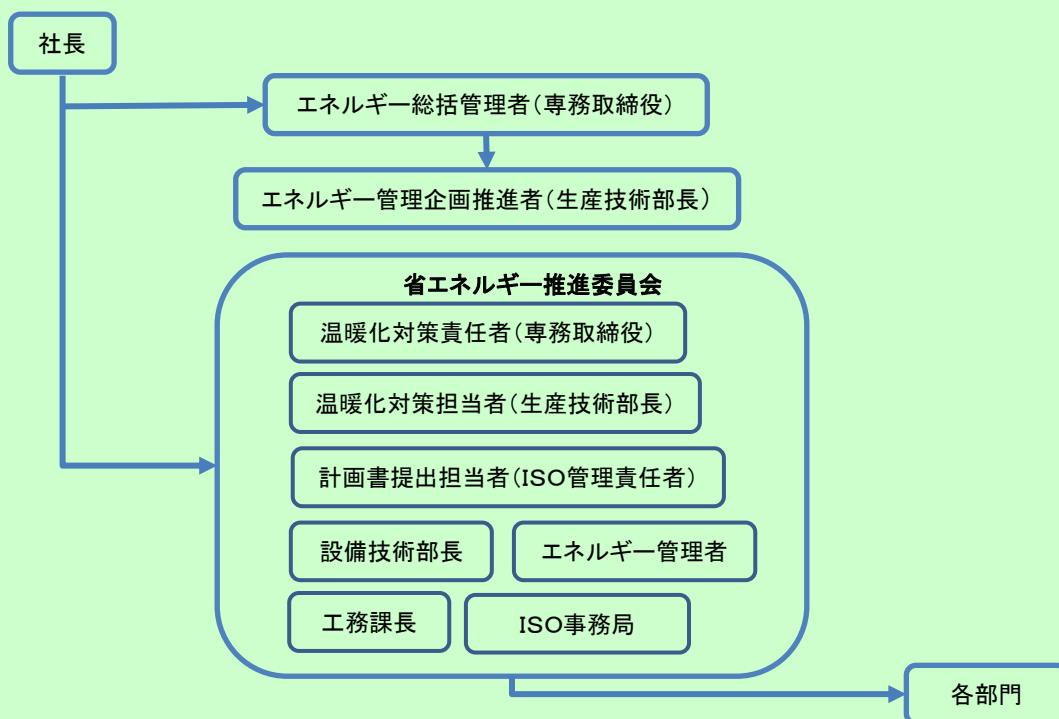 社長
エネルギー総括管理者(専務取締役)
エネルギー管理企画推進者(生産技術部長)
省エネルギー推進委員会
温暖化対策責任者(専務取締役)
温暖化対策担当者(生産技術部長)
計画書提出担当者(ISO管理責任者)
設備技術部長
エネルギー管理者
工務課長
ISO事務局
各部門